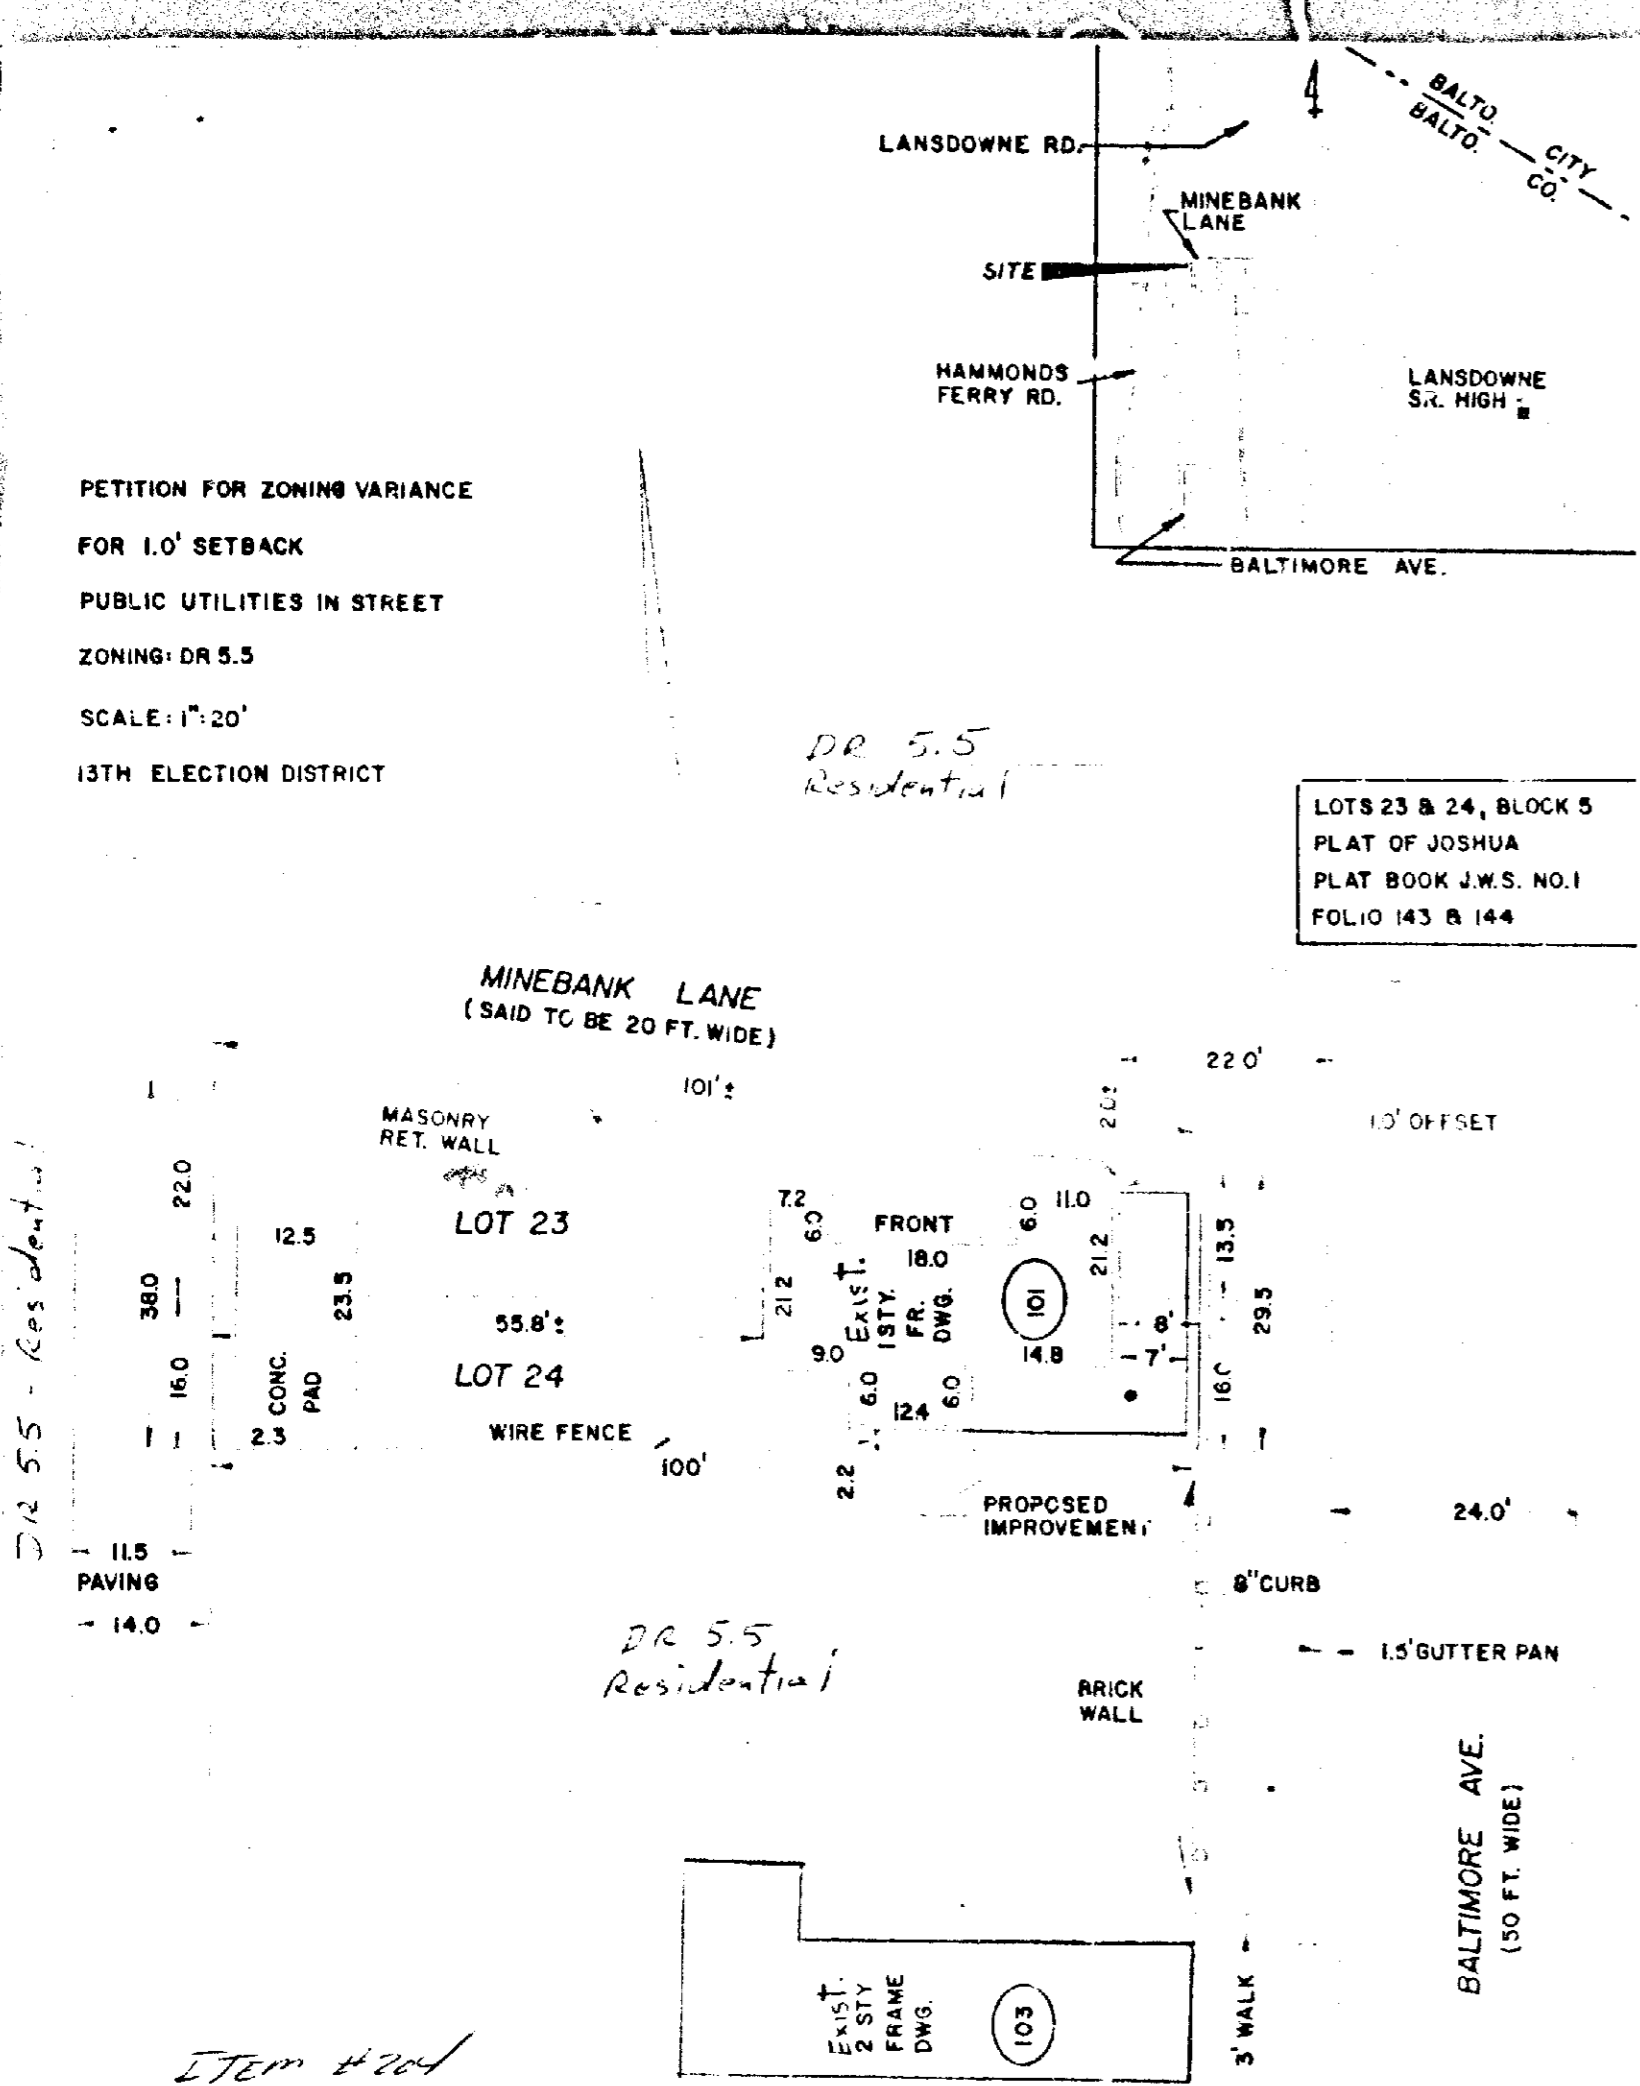 BALTO. CITY
BALTO. CO.
LANSDOWNE RD.
MINEBANK
LANE
SITE
HAMMONDS
FERRY RD.
LANSDOWNE
SR. HIGH
BALTIMORE AVE.
PETITION FOR ZONING VARIANCE
FOR 1.0' SETBACK
PUBLIC UTILITIES IN STREET
ZONING: DR 5.5
SCALE: 1":20'
13TH ELECTION DISTRICT
DR 5.5
Residential
LOTS 23 & 24, BLOCK 5
PLAT OF JOSHUA
PLAT BOOK J.W.S. NO.1
FOLIO 143 & 144
MINEBANK LANE
(SAID TO BE 20 FT. WIDE)
22.0'
101'±
2.0±
1.0' OFFSET
MASONRY
RET. WALL
DR 5.5 - Residential
22.0
38.0
16.0
12.5
23.5
CONC.
PAD
2.3
LOT 23
55.8'±
LOT 24
WIRE FENCE
100'
7.2
6.0
21.2
FRONT
18.0
6.0
11.0
21.2
Exist.
1 STY.
FR.
DWG.
101
9.0
6.0
12.4
6.0
14.8
2.2
8'
7'
13.5
29.5
16.0
PROPOSED
IMPROVEMENT
24.0'
11.5
PAVING
14.0
8" CURB
1.5' GUTTER PAN
DR 5.5
Residential
BRICK
WALL
BALTIMORE AVE.
(50 FT. WIDE)
Exist.
2 STY
FRAME
DWG.
103
3' WALK
ITEM #204